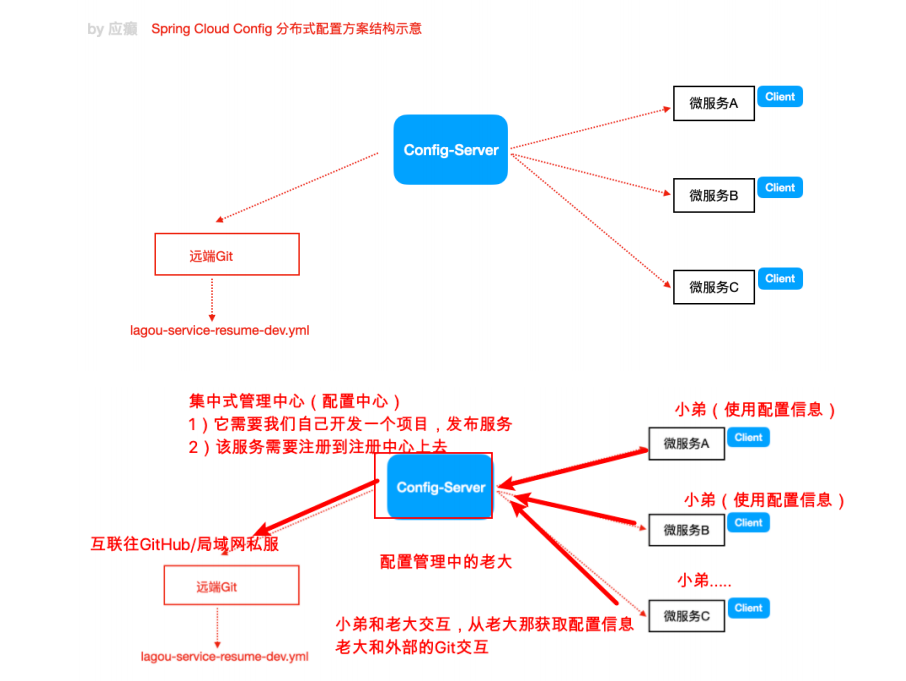 by 应癫 Spring Cloud Config 分布式配置方案结构示意
微服务A Client
Config-Server
微服务B Client
远端Git
微服务C Client
lagou-service-resume-dev.yml
集中式管理中心（配置中心）
1）它需要我们自己开发一个项目，发布服务
2）该服务需要注册到注册中心上去
小弟（使用配置信息）
微服务A Client
Config-Server
小弟（使用配置信息）
微服务B Client
互联往GitHub/局域网私服
配置管理中的老大
远端Git
小弟.....
微服务C Client
小弟和老大交互，从老大那获取配置信息
老大和外部的Git交互
lagou-service-resume-dev.yml